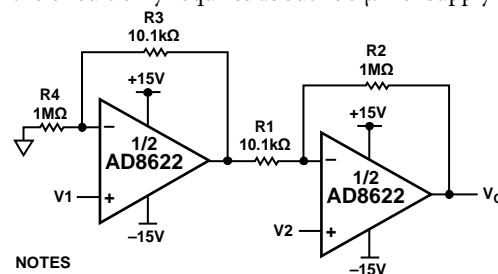 R3
10.1kΩ
R2
1MΩ
+15V
R4
1MΩ
+15V
R1
10.1kΩ
–
1/2
AD8622
–
1/2
AD8622
V1
+
V2
+
–15V
–15V
NOTES